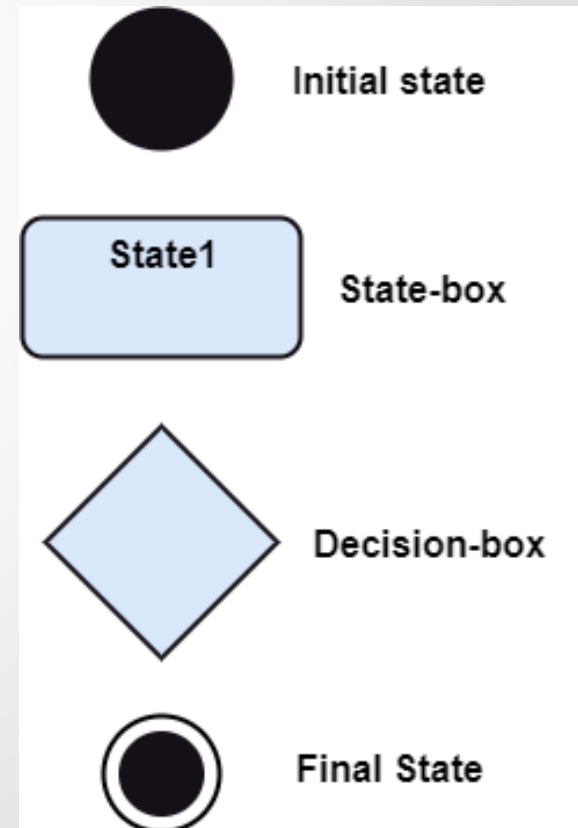 Initial state
State1
State-box
Decision-box
Final State